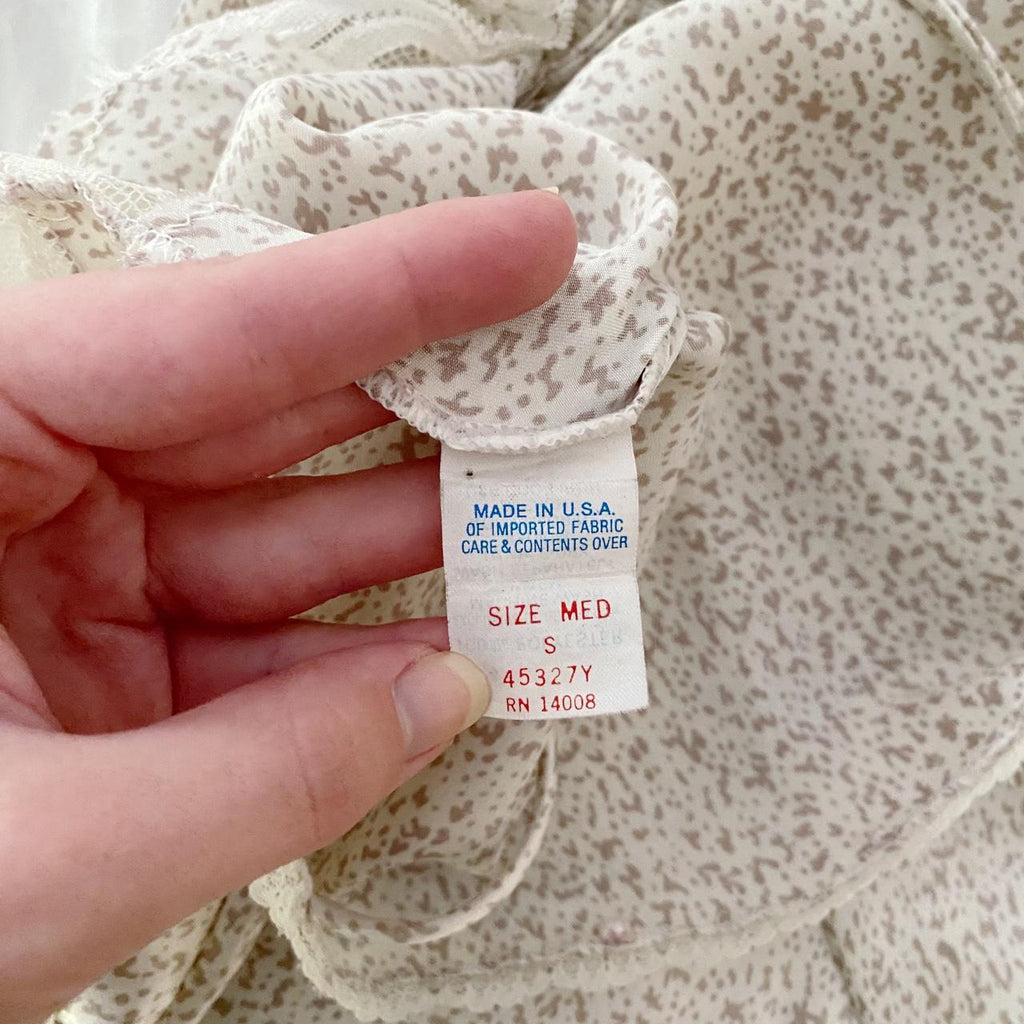 MADE IN U.S.A.
OF IMPORTED FABRIC
CARE & CONTENTS OVER
SIZE MED
S
45327Y
RN 14008